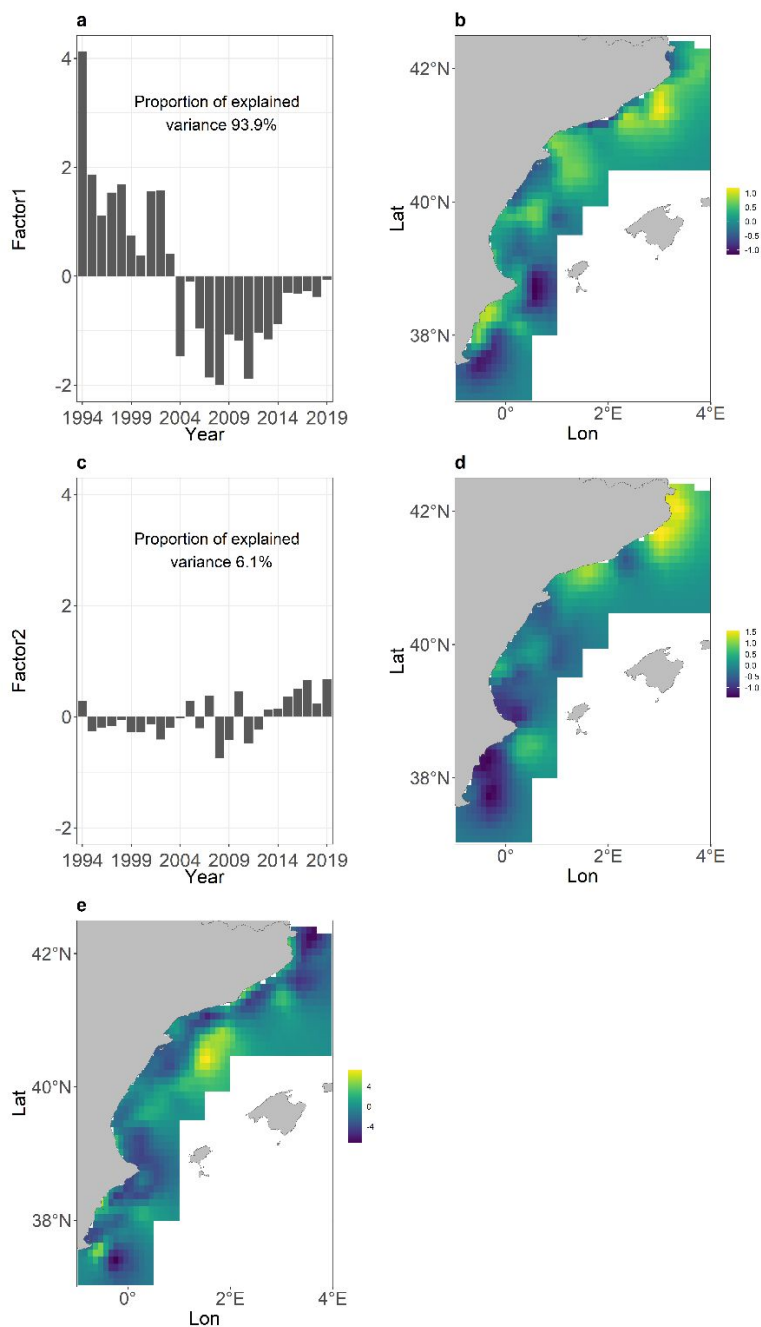 a
4
2
0
-2
Factor1
Proportion of explained
variance 93.9%
1994 1999 2004 2009 2014 2019
Year
b
42°N
40°N
38°N
Lat
0° 2°E 4°E
Lon
1.0
0.5
0.0
-0.5
-1.0
c
4
2
0
-2
Factor2
Proportion of explained
variance 6.1%
1994 1999 2004 2009 2014 2019
Year
d
42°N
40°N
38°N
Lat
0° 2°E 4°E
Lon
1.5
1.0
0.5
0.0
-0.5
-1.0
e
42°N
40°N
38°N
Lat
0° 2°E 4°E
Lon
4
0
-4